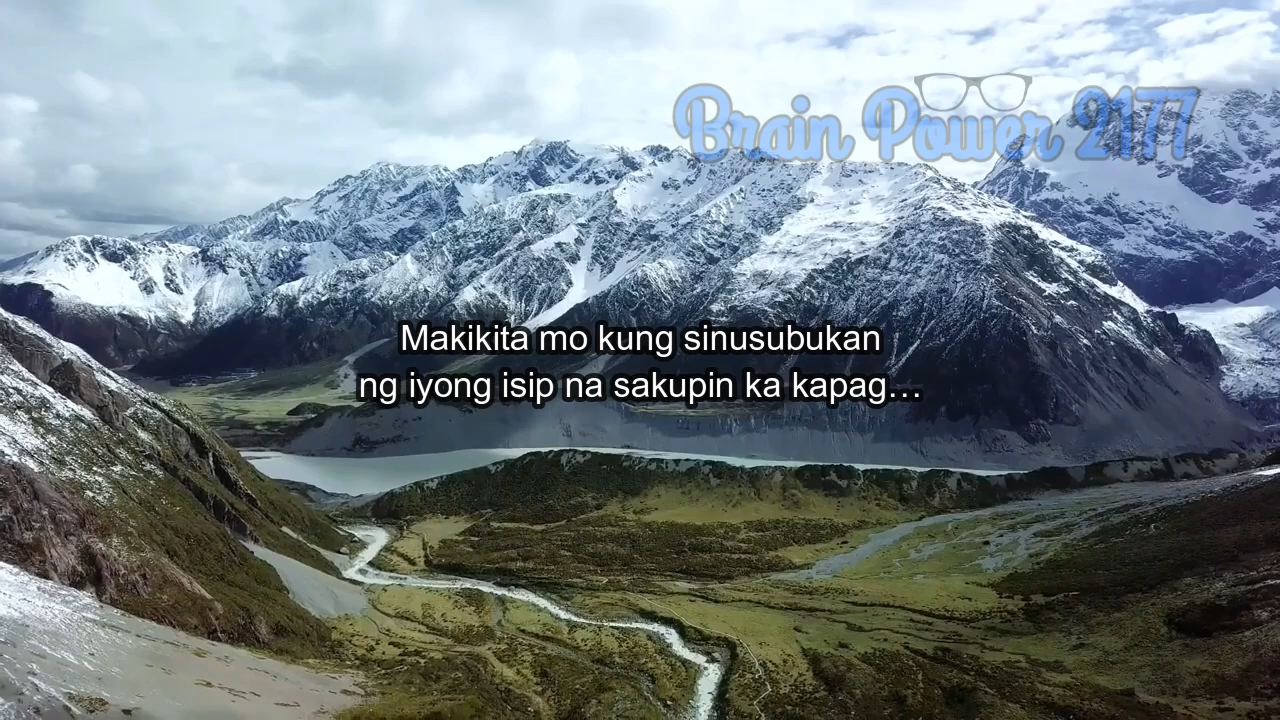 Brain Power 2177
Makikita mo kung sinusubukan
ng iyong isip na sakupin ka kapag…